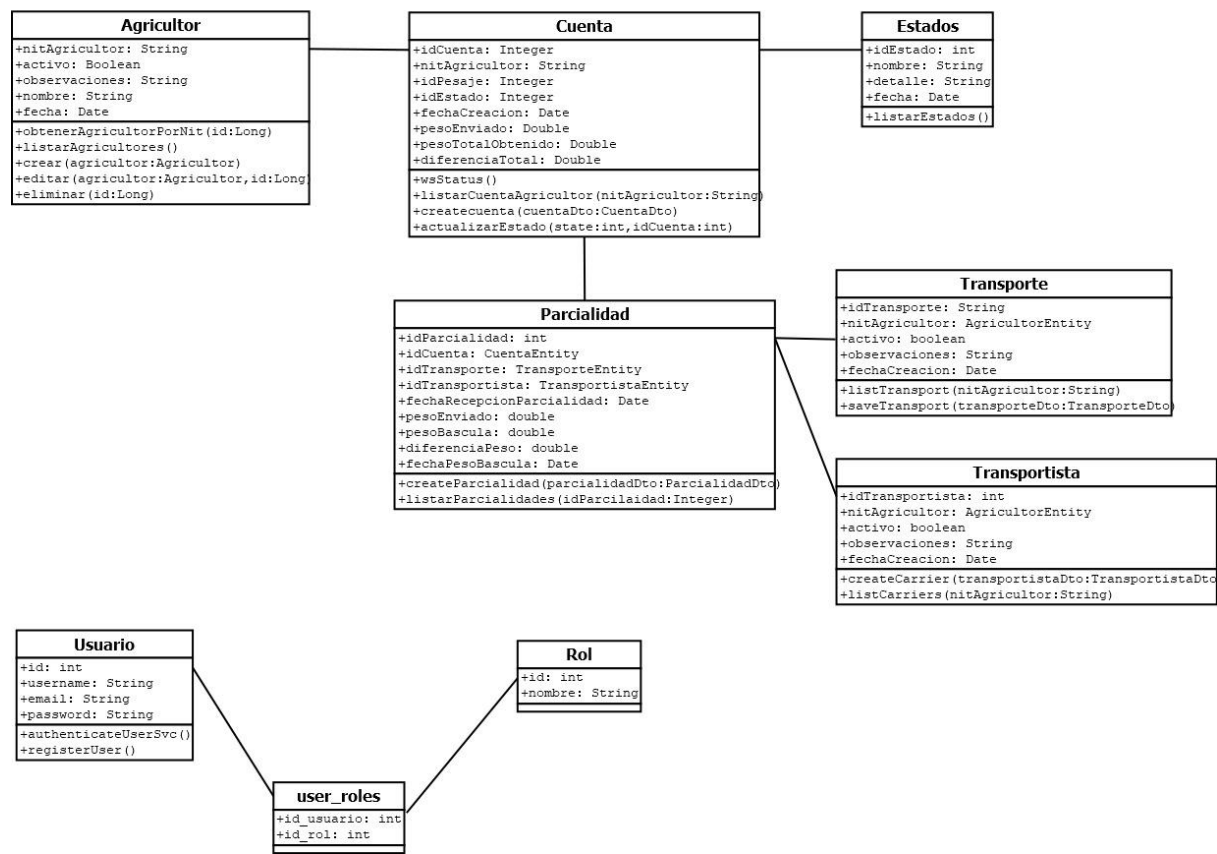 Agricultor
+nitAgricultor: String
+activo: Boolean
+observaciones: String
+nombre: String
+fecha: Date
+obtenerAgricultorPorNit(id:Long)
+listarAgricultores()
+crear(agricultor:Agricultor)
+editar(agricultor:Agricultor,id:Long)
+eliminar(id:Long)
Cuenta
+idCuenta: Integer
+nitAgricultor: String
+idPesaje: Integer
+idEstado: Integer
+fechaCreacion: Date
+pesoEnviado: Double
+pesoTotalObtenido: Double
+diferenciaTotal: Double
+wsStatus()
+listarCuentaAgricultor(nitAgricultor:String)
+createcuenta(cuentaDto:CuentaDto)
+actualizarEstado(state:int,idCuenta:int)
Estados
+idEstado: int
+nombre: String
+detalle: String
+fecha: Date
+listarEstados()
Parcialidad
+idParcialidad: int
+idCuenta: CuentaEntity
+idTransporte: TransporteEntity
+idTransportista: TransportistaEntity
+fechaRecepcionParcialidad: Date
+pesoEnviado: double
+pesoBascula: double
+diferenciaPeso: double
+fechaPesoBascula: Date
+createParcialidad(parcialidadDto:ParcialidadDto)
+listarParcialidades(idParcilaidad:Integer)
Transporte
+idTransporte: String
+nitAgricultor: AgricultorEntity
+activo: boolean
+observaciones: String
+fechaCreacion: Date
+listTransport(nitAgricultor:String)
+saveTransport(transporteDto:TransporteDto)
Transportista
+idTransportista: int
+nitAgricultor: AgricultorEntity
+activo: boolean
+observaciones: String
+fechaCreacion: Date
+createCarrier(transportistaDto:TransportistaDto
+listCarriers(nitAgricultor:String)
Usuario
+id: int
+username: String
+email: String
+password: String
+authenticateUserSvc()
+registerUser()
Rol
+id: int
+nombre: String
user_roles
+id_usuario: int
+id_rol: int